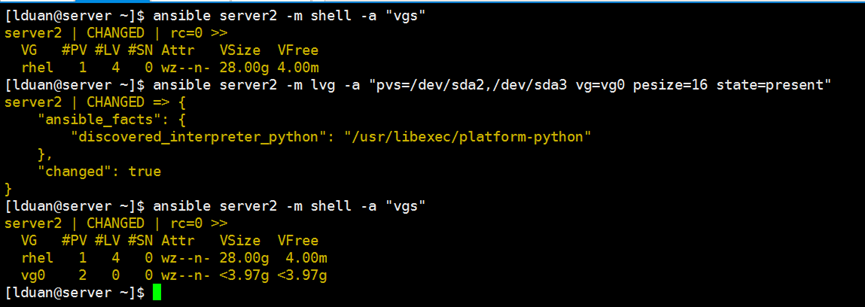 [lduan@server ~]$ ansible server2 -m shell -a "vgs"
server2 | CHANGED | rc=0 >>
  VG   #PV #LV #SN Attr   VSize  VFree
  rhel   1   4   0 wz--n- 28.00g 4.00m
[lduan@server ~]$ ansible server2 -m lvg -a "pvs=/dev/sda2,/dev/sda3 vg=vg0 pesize=16 state=present"
server2 | CHANGED => {
    "ansible_facts": {
        "discovered_interpreter_python": "/usr/libexec/platform-python"
    },
    "changed": true
}
[lduan@server ~]$ ansible server2 -m shell -a "vgs"
server2 | CHANGED | rc=0 >>
  VG   #PV #LV #SN Attr   VSize  VFree
  rhel   1   4   0 wz--n- 28.00g  4.00m
  vg0    2   0   0 wz--n- <3.97g <3.97g
[lduan@server ~]$